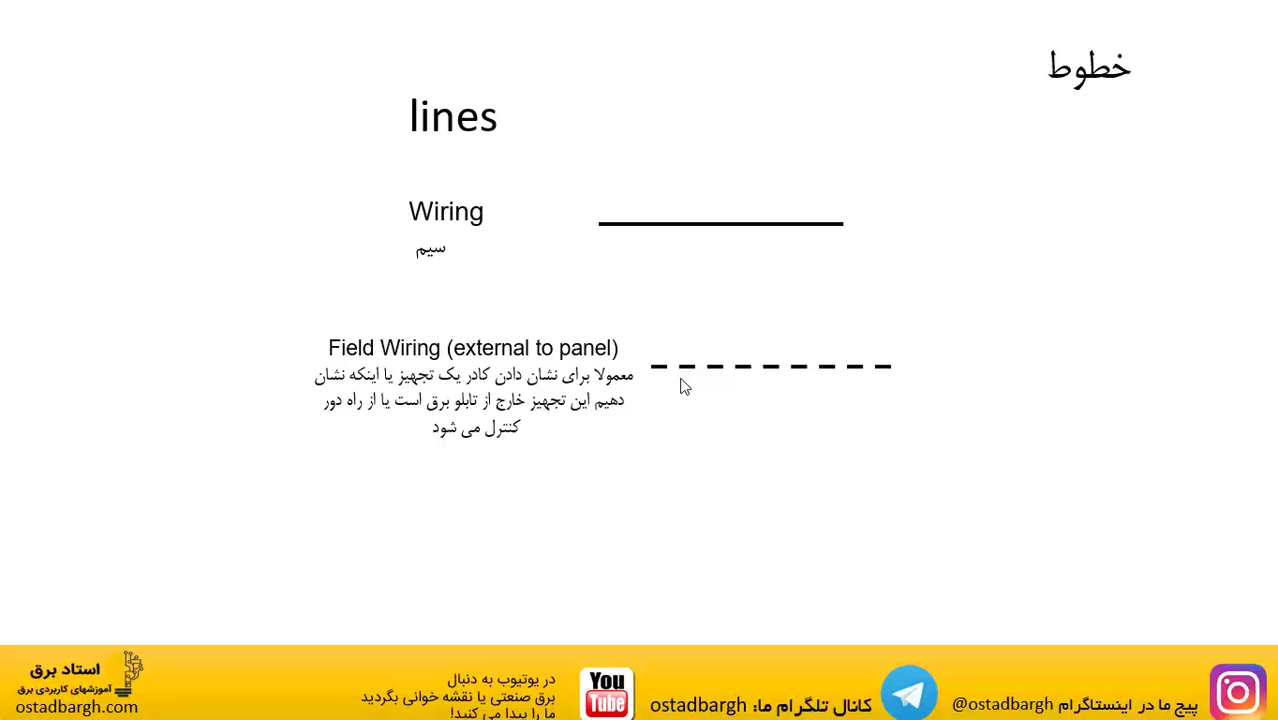 خطوط
lines
Wiring
سیم
Field Wiring (external to panel)
معمولا برای نشان دادن کادر یک تجهیز یا اینکه نشان
دهیم این تجهیز خارج از تابلو برق است یا از راه دور
کنترل می شود
استاد برق
آموزشهای کاربردی برق
ostadbargh.com
در یوتیوب به دنبال
برق صنعتی یا نقشه خوانی بگردید
ما را پیدا می کنید!
You
Tube
کانال تلگرام ما: ostadbargh
پیج ما در اینستاگرام ostadbargh@